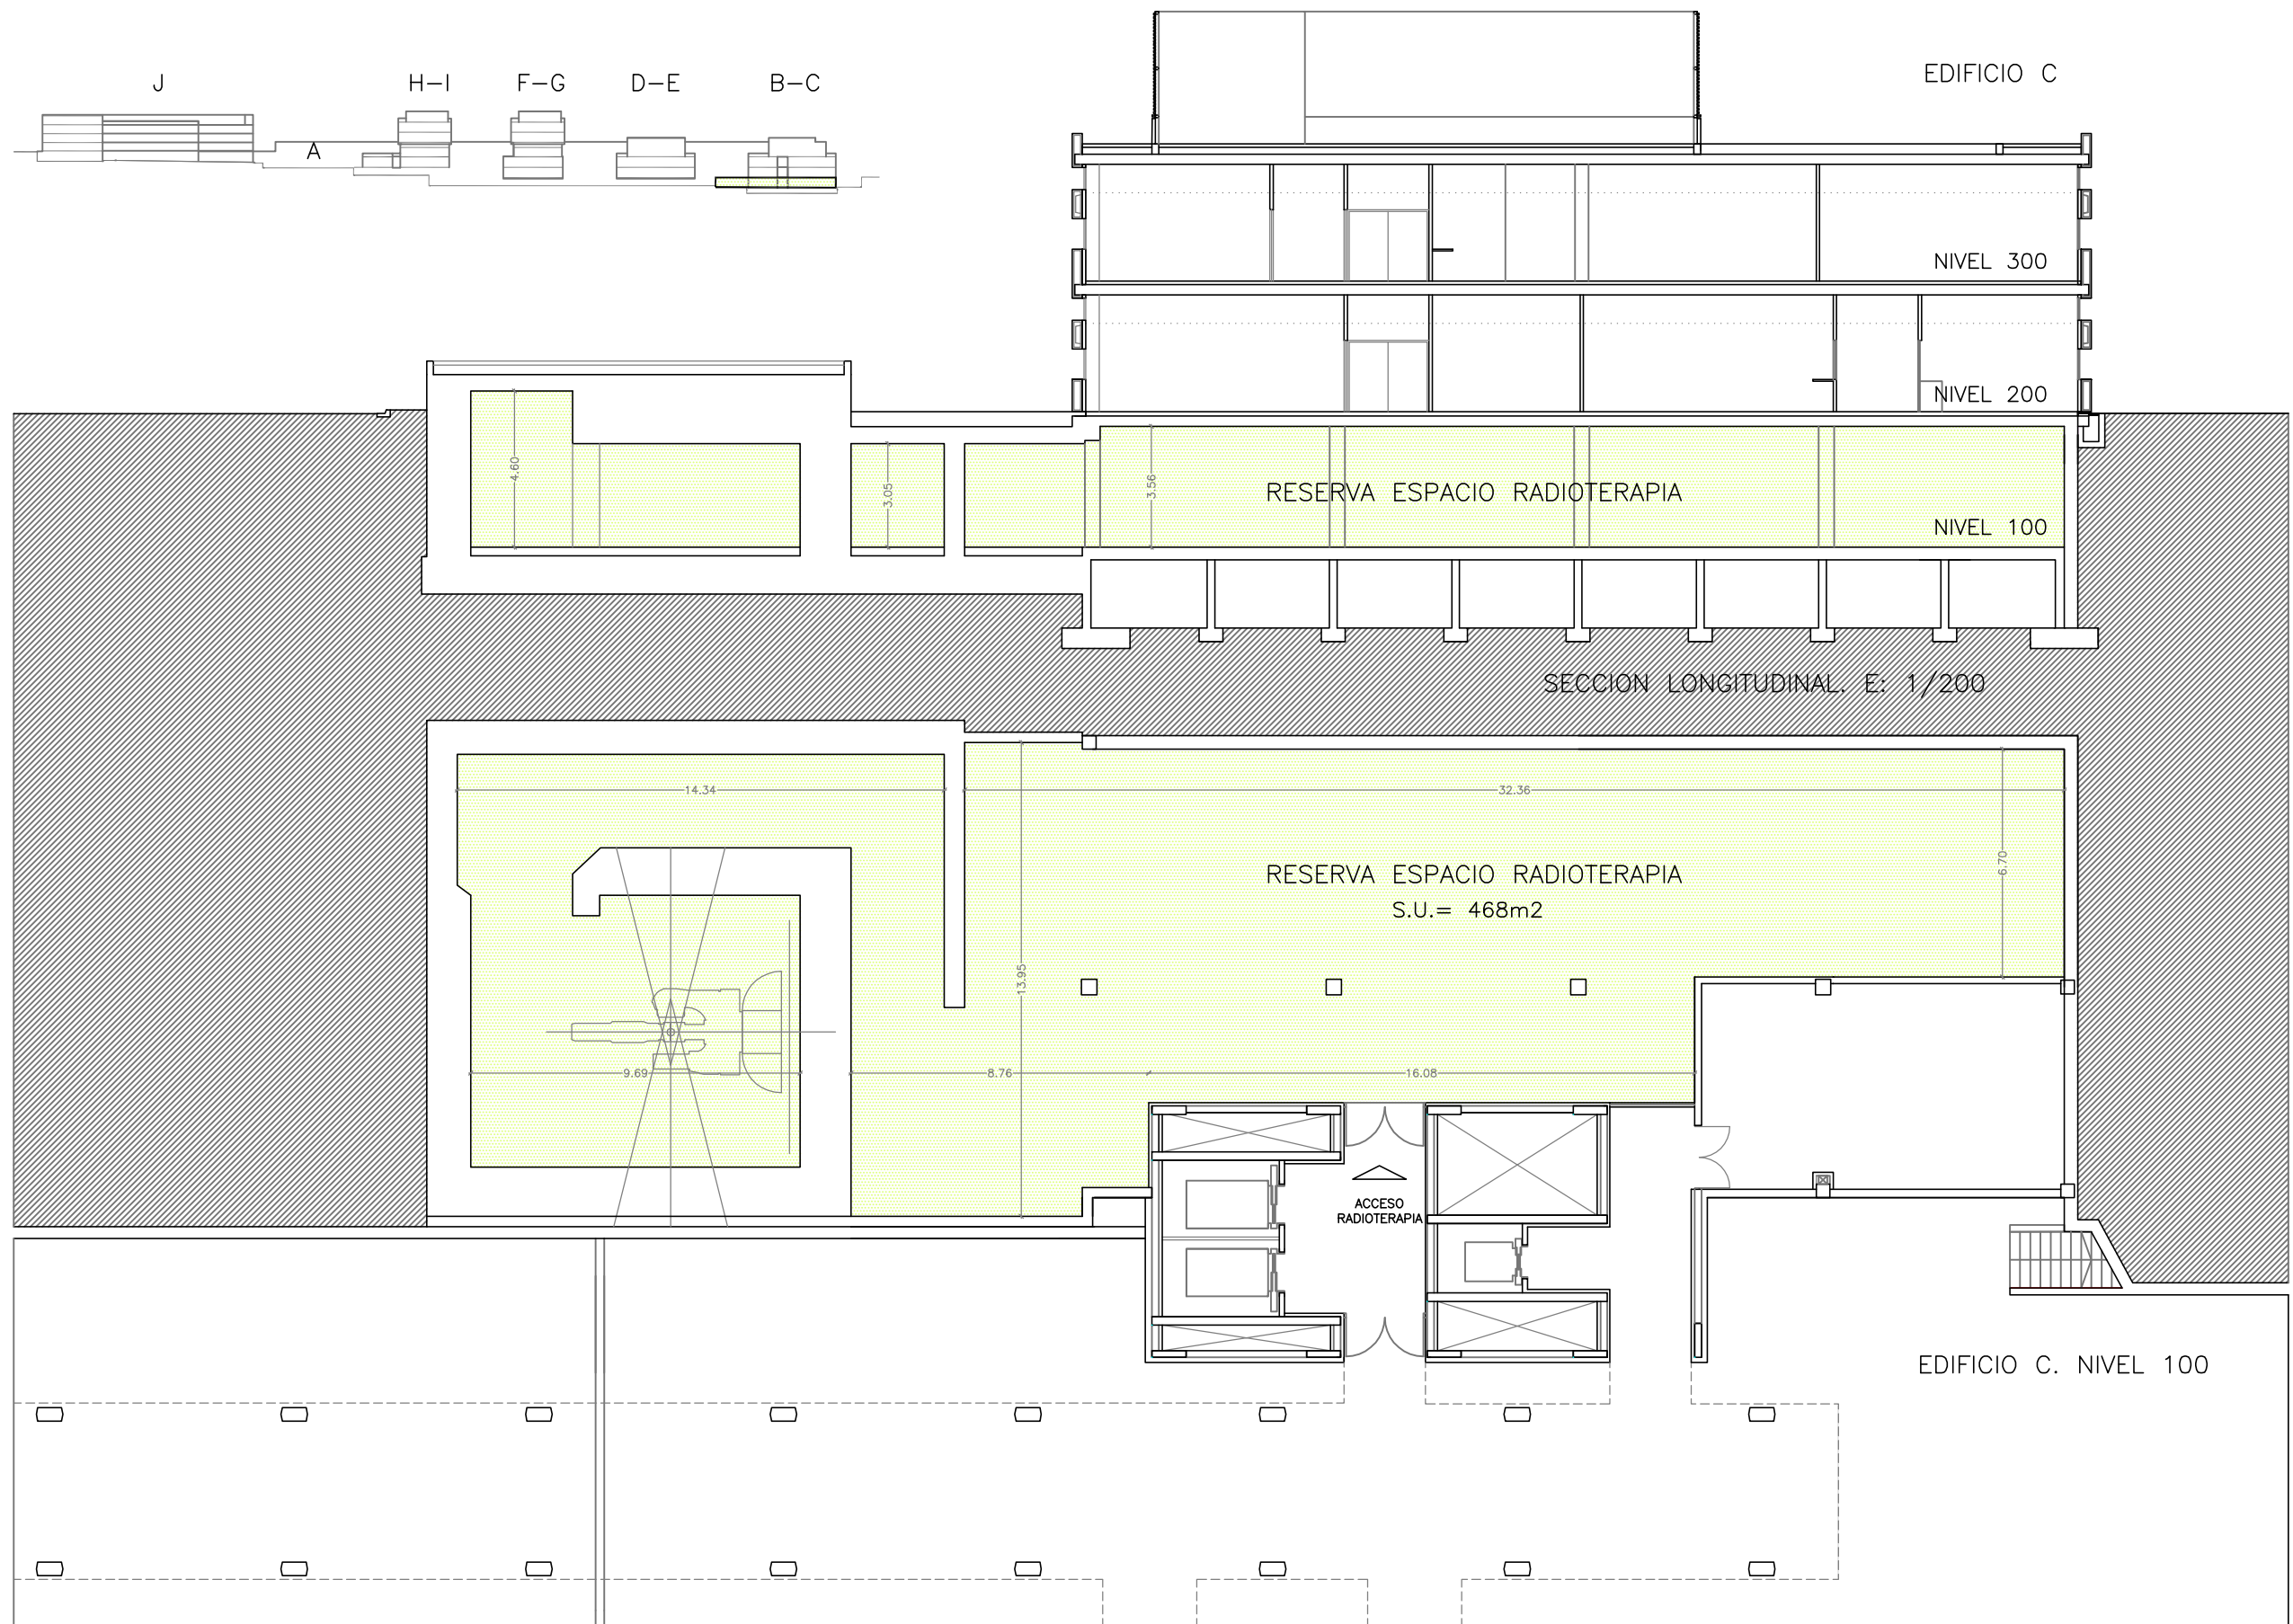 J
H-I
F-G
D-E
B-C
A
EDIFICIO C
NIVEL 300
NIVEL 200
4.60
3.05
3.56
RESERVA ESPACIO RADIOTERAPIA
NIVEL 100
SECCION LONGITUDINAL. E: 1/200
14.34
32.36
6.70
RESERVA ESPACIO RADIOTERAPIA
S.U.= 468m2
13.95
9.69
8.76
16.08
ACCESO
RADIOTERAPIA
EDIFICIO C. NIVEL 100